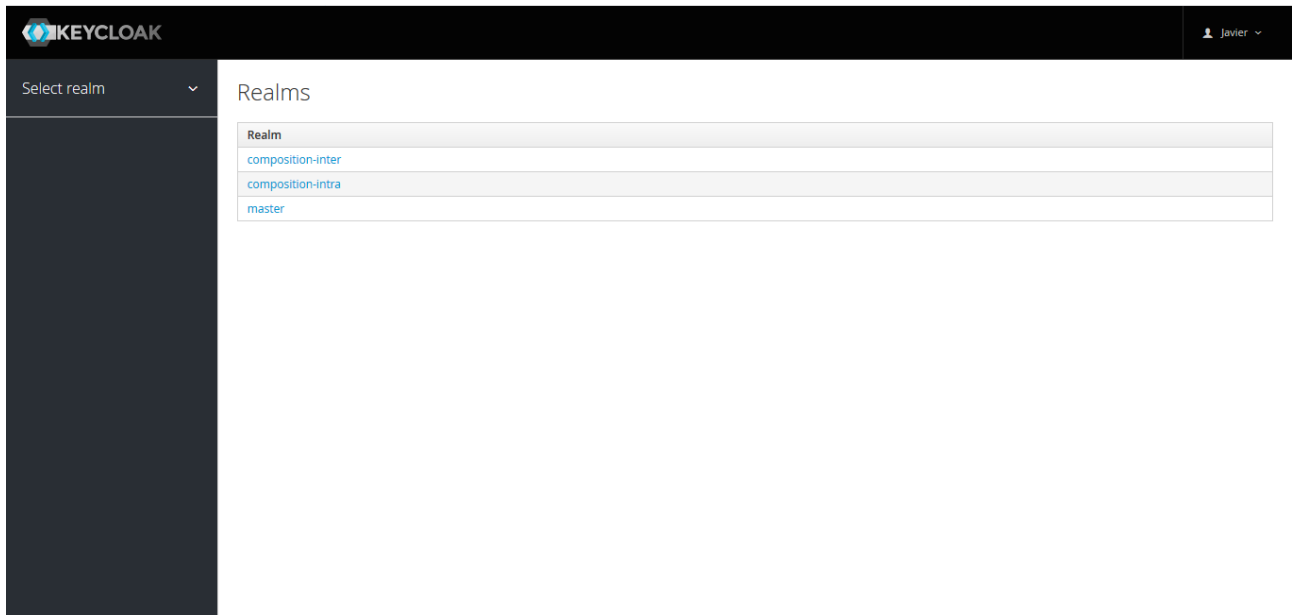 KEYCLOAK
Javier
Select realm
Realms
Realm
composition-inter
composition-intra
master